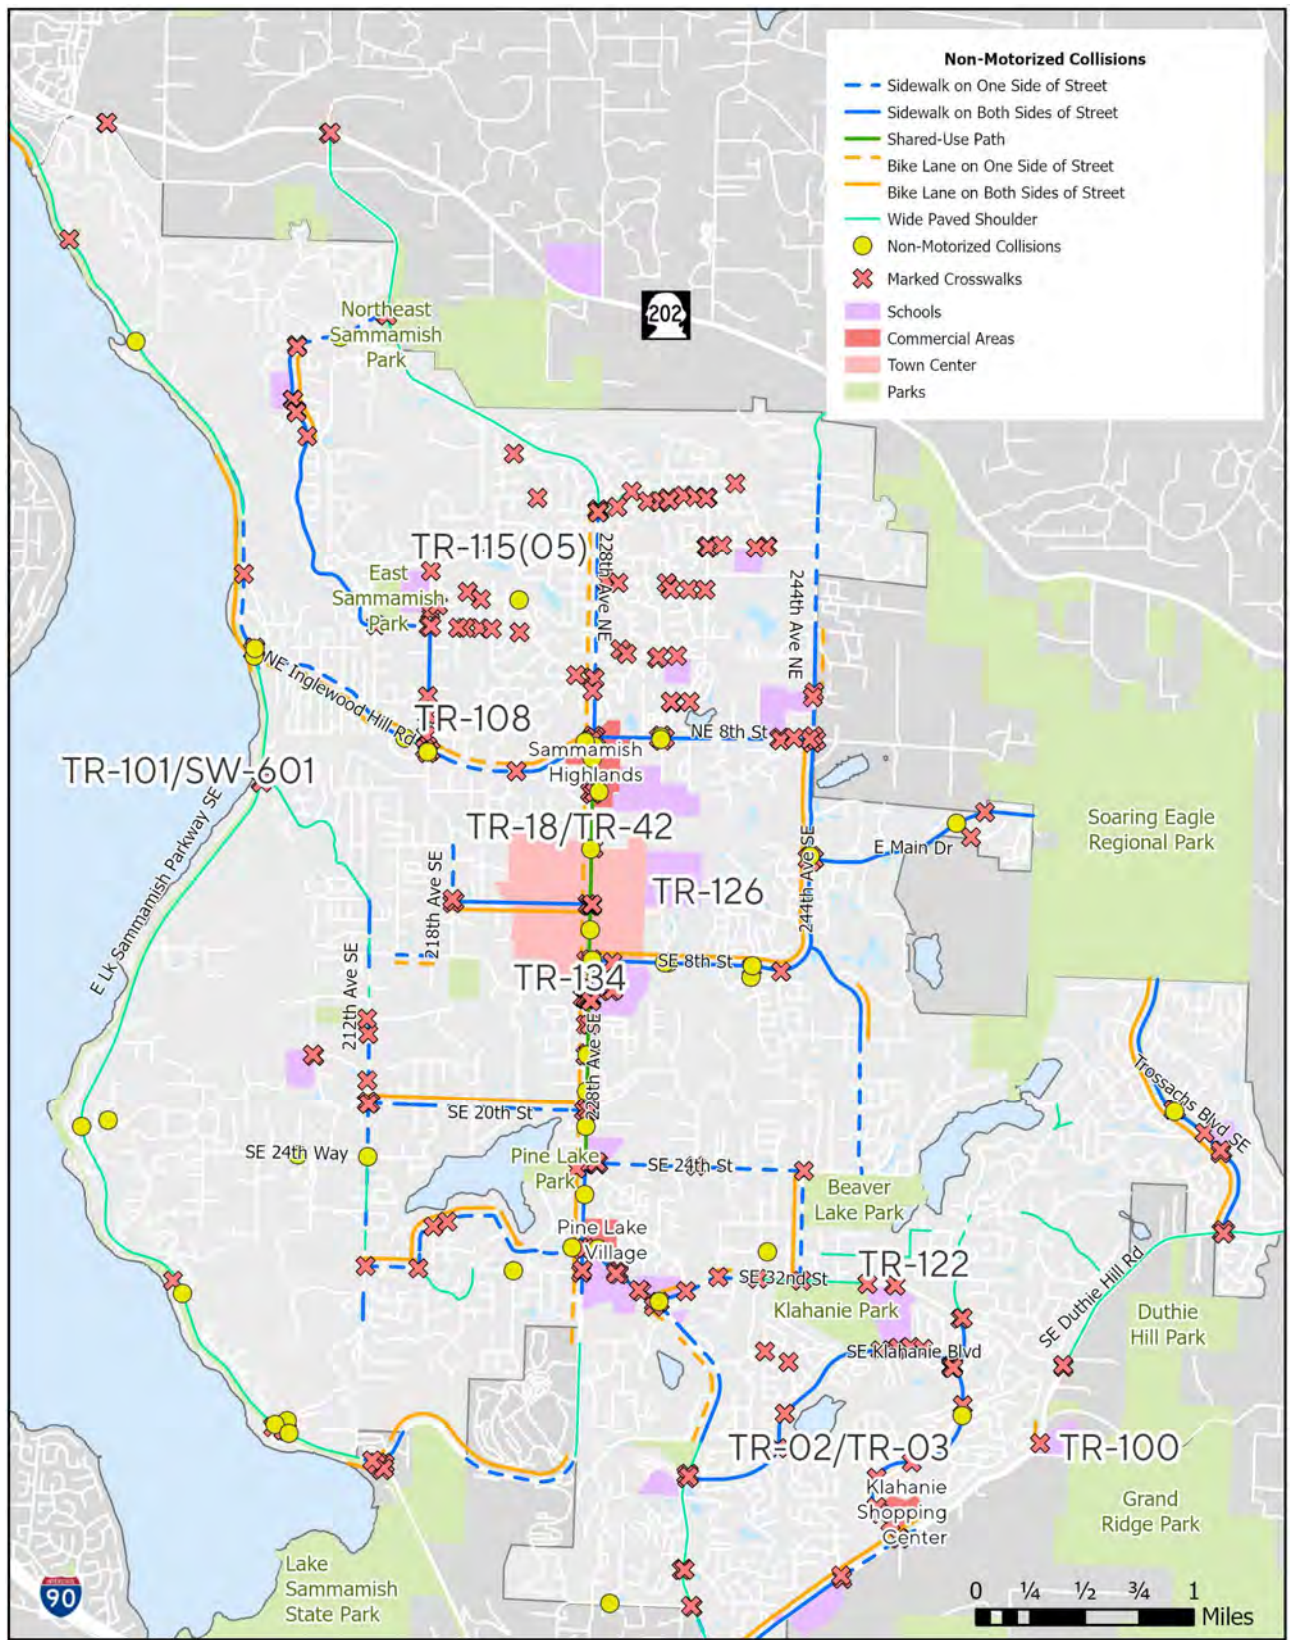 Non-Motorized Collisions
Sidewalk on One Side of Street
Sidewalk on Both Sides of Street
Shared-Use Path
Bike Lane on One Side of Street
Bike Lane on Both Sides of Street
Wide Paved Shoulder
Non-Motorized Collisions
Marked Crosswalks
Schools
Commercial Areas
Town Center
Parks
202
Northeast
Sammamish
Park
TR-115(05)
228th Ave NE
East
Sammamish
Park
244th Ave NE
NE Inglewood Hill Rd
TR-108
NE 8th St
Sammamish
Highlands
TR-101/SW-601
TR-18/TR-42
Soaring Eagle
Regional Park
E Main Dr
E Lk Sammamish Parkway SE
218th Ave SE
TR-126
244th Ave SE
SE 8th St
TR-134
212th Ave SE
228th Ave SE
SE 20th St
Trossachs Blvd SE
SE 24th Way
Pine Lake
Park
SE 24th St
Beaver
Lake Park
Pine Lake
Village
TR-122
SE 32nd St
Klahanie Park
SE Duthie Hill Rd
Duthie
Hill Park
SE Klahanie Blvd
TR-02/TR-03
TR-100
Klahanie
Shopping
Center
Grand
Ridge Park
Lake
Sammamish
State Park
INTERSTATE
90
0 ¼ ½ ¾ 1
Miles